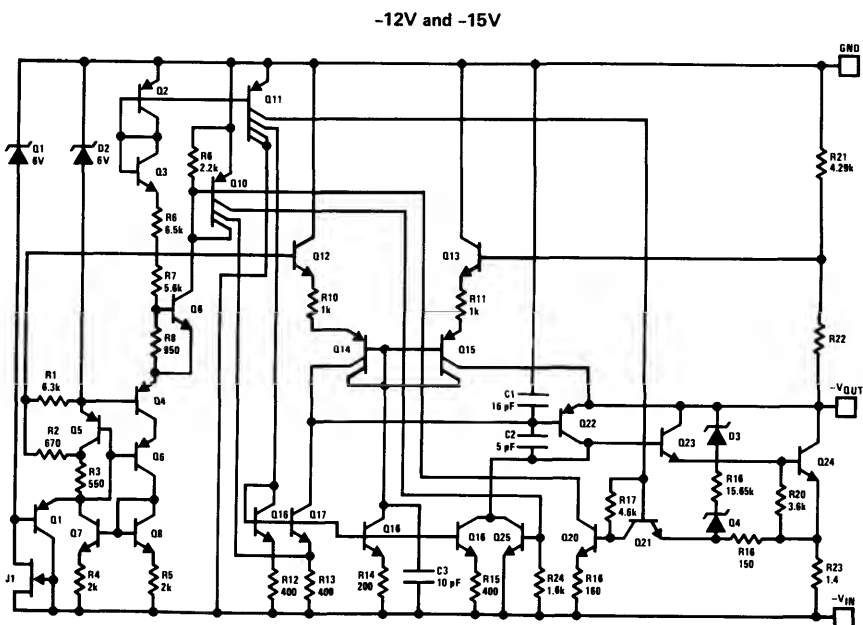 -12V and -15V
GND
Q2
Q11
Q1
6V
D2
6V
Q3
R6
2.2k
Q10
R21
4.29k
R6
6.5k
Q12
Q13
R7
5.6k
Q6
R10
1k
R11
1k
R8
950
Q14
Q15
R22
R1
6.3k
Q4
C1
16 pF
-VOUT
Q5
R2
670
Q6
C2
5 pF
Q22
Q23
D3
Q24
R3
550
R16
15.65k
R20
3.6k
R17
4.6k
Q1
Q7
Q8
Q16
Q17
Q16
Q16
Q25
Q20
Q21
Q4
R16
150
J1
R4
2k
R5
2k
R12
400
R13
400
R14
200
C3
10 pF
R15
400
R24
1.6k
R16
160
R23
1.4
-VIN